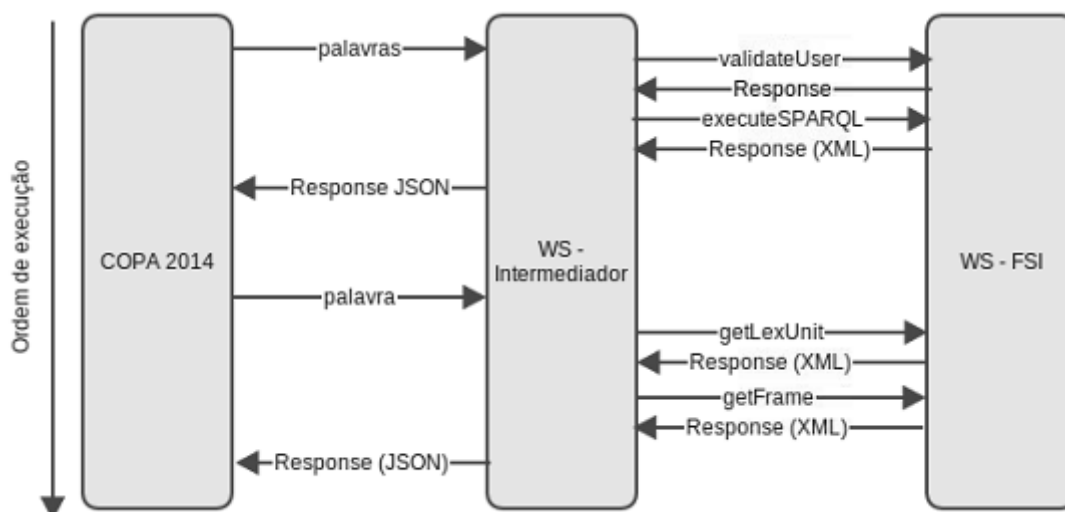 Ordem de execução
COPA 2014
palavras
Response JSON
palavra
Response (JSON)
WS -
Intermediador
validateUser
Response
executeSPARQL
Response (XML)
getLexUnit
Response (XML)
getFrame
Response (XML)
WS - FSI